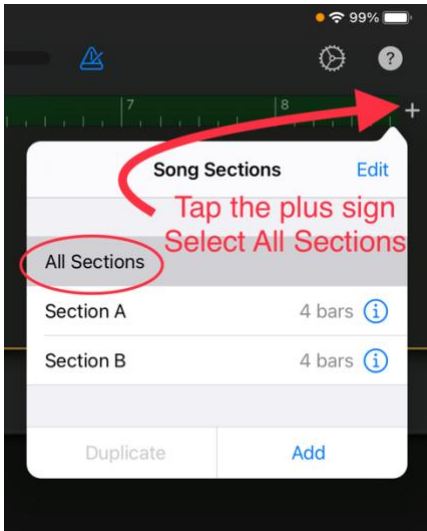 99%
?
7
8
+
Song Sections
Edit
Tap the plus sign
Select All Sections
All Sections
Section A
4 bars i
Section B
4 bars i
Duplicate
Add